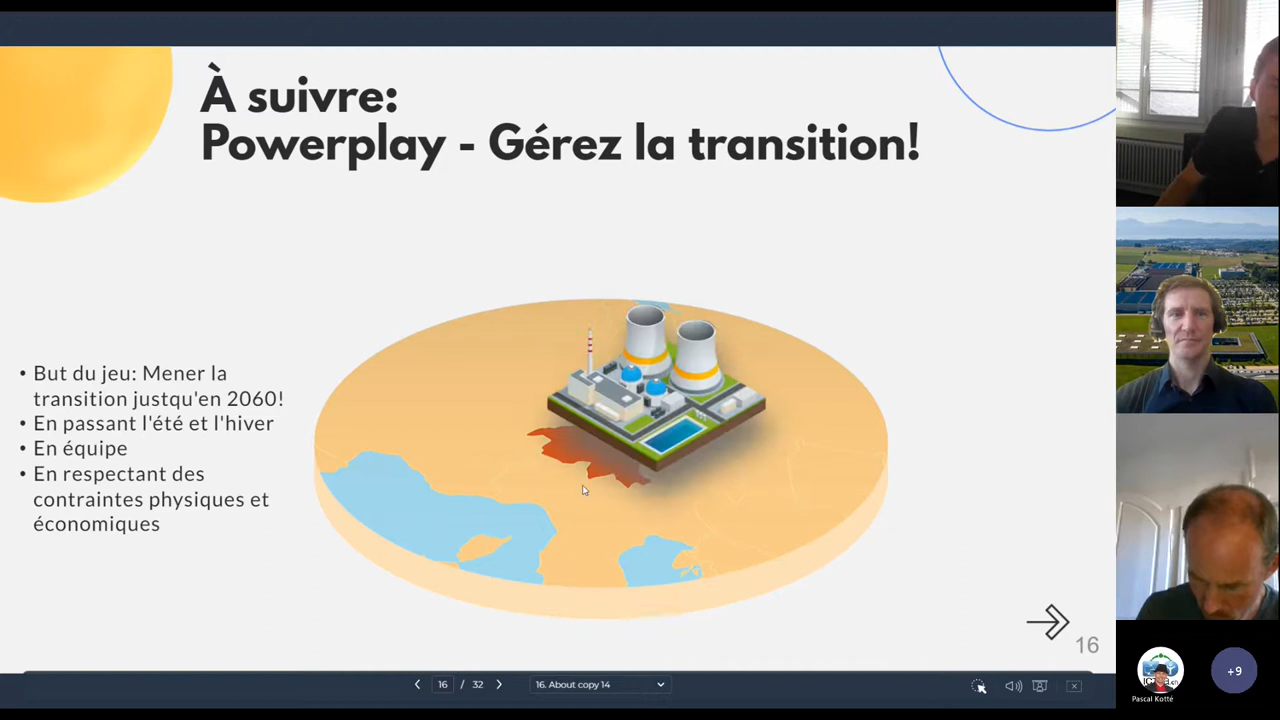 À suivre:
Powerplay - Gérez la transition!
• But du jeu: Mener la
transition justqu'en 2060!
• En passant l'été et l'hiver
• En équipe
• En respectant des
contraintes physiques et
économiques
16
16 / 32 16. About copy 14
Pascal Kotté
+9